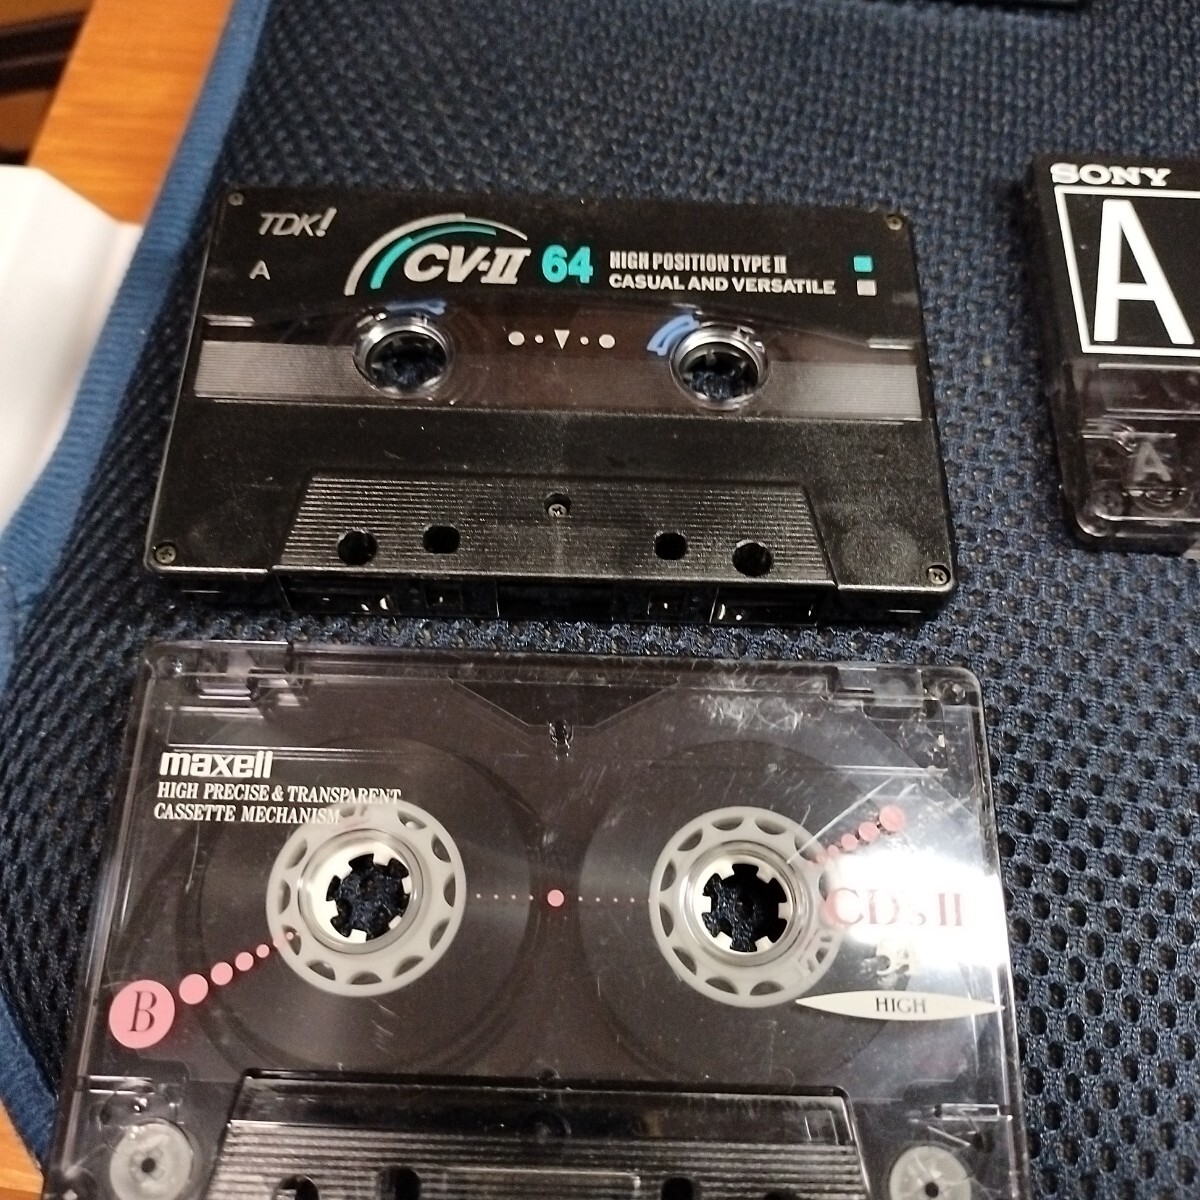 TDK!
A
CV-II 64
HIGH POSITION TYPE II
CASUAL AND VERSATILE
SONY
A
A
maxell
HIGH PRECISE & TRANSPARENT
CASSETTE MECHANISM
CD's II
54
HIGH
B